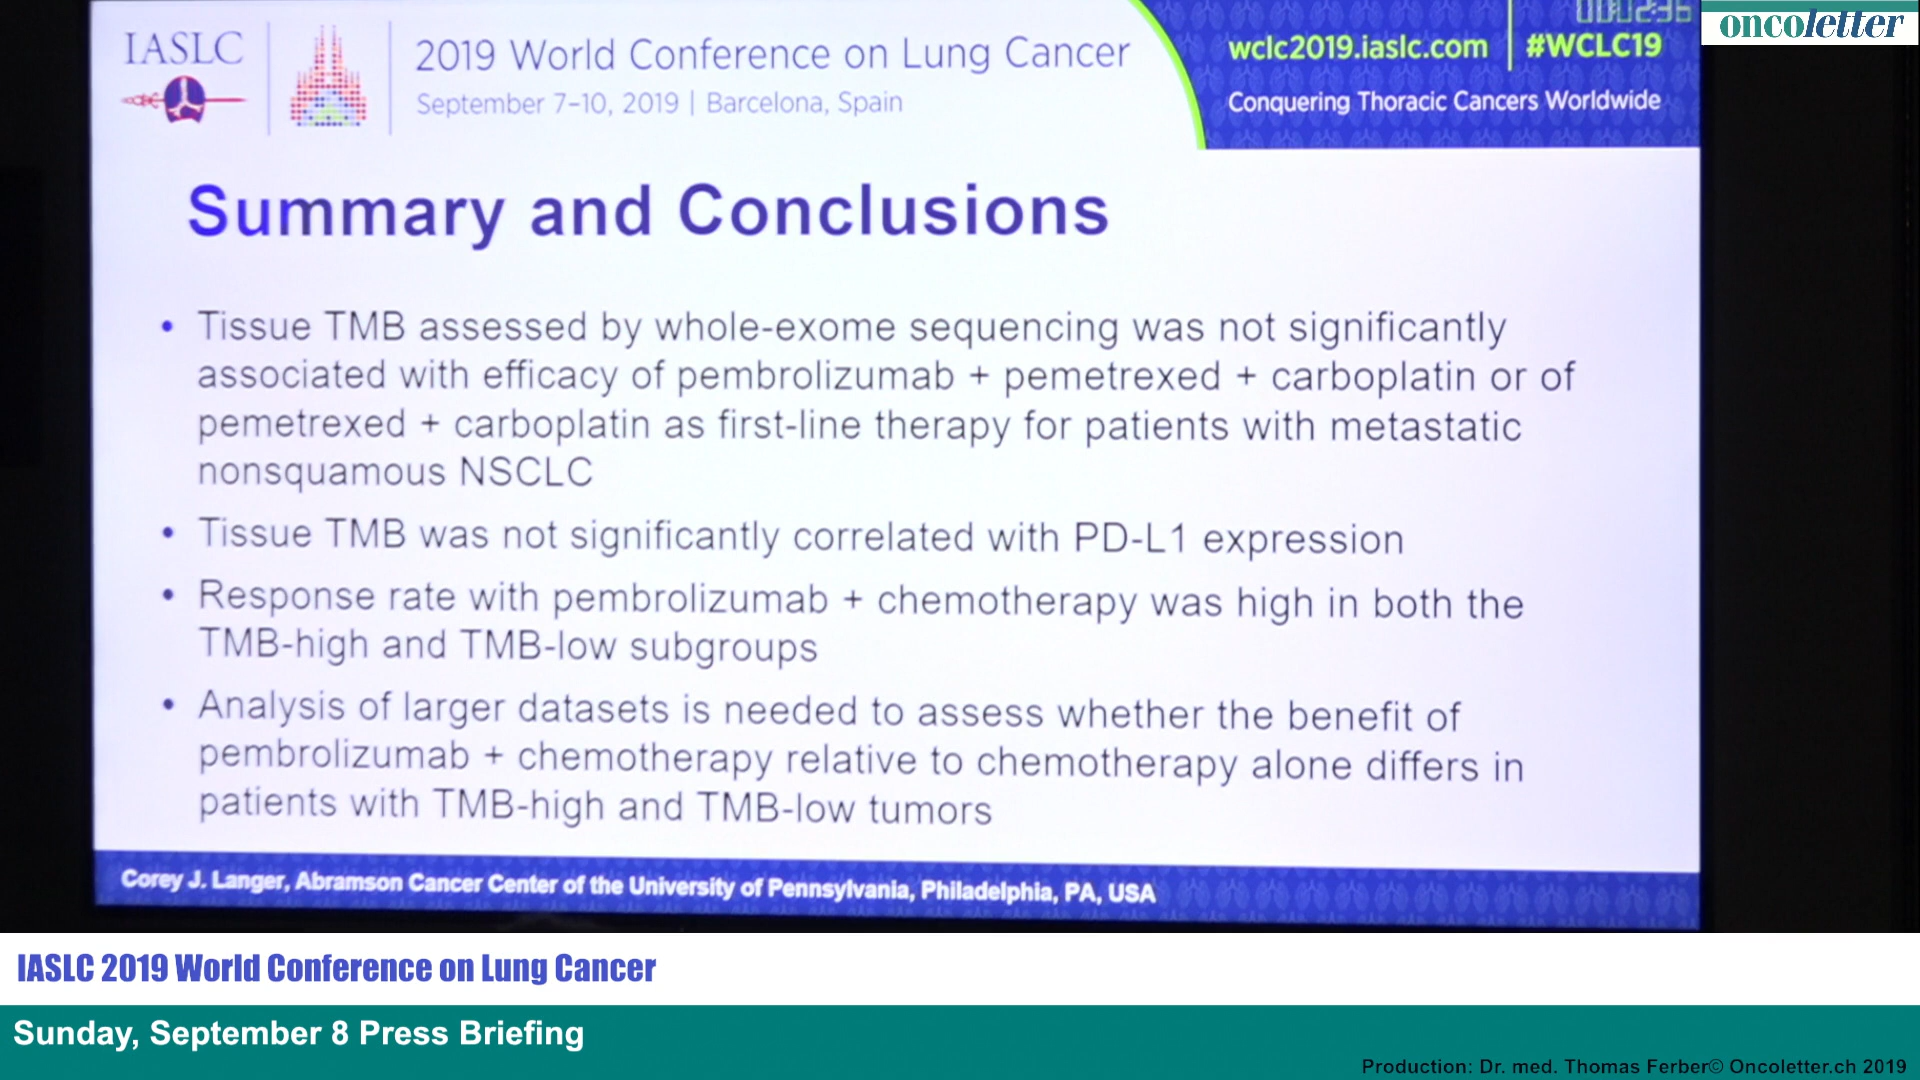 IASLC
2019 World Conference on Lung Cancer
September 7–10, 2019 | Barcelona, Spain
wclc2019.iaslc.com | #WCLC19
Conquering Thoracic Cancers Worldwide
oncoletter
Summary and Conclusions
• Tissue TMB assessed by whole-exome sequencing was not significantly
associated with efficacy of pembrolizumab + pemetrexed + carboplatin or of
pemetrexed + carboplatin as first-line therapy for patients with metastatic
nonsquamous NSCLC
• Tissue TMB was not significantly correlated with PD-L1 expression
• Response rate with pembrolizumab + chemotherapy was high in both the
TMB-high and TMB-low subgroups
• Analysis of larger datasets is needed to assess whether the benefit of
pembrolizumab + chemotherapy relative to chemotherapy alone differs in
patients with TMB-high and TMB-low tumors
Corey J. Langer, Abramson Cancer Center of the University of Pennsylvania, Philadelphia, PA, USA
IASLC 2019 World Conference on Lung Cancer
Sunday, September 8 Press Briefing
Production: Dr. med. Thomas Ferber© Oncoletter.ch 2019